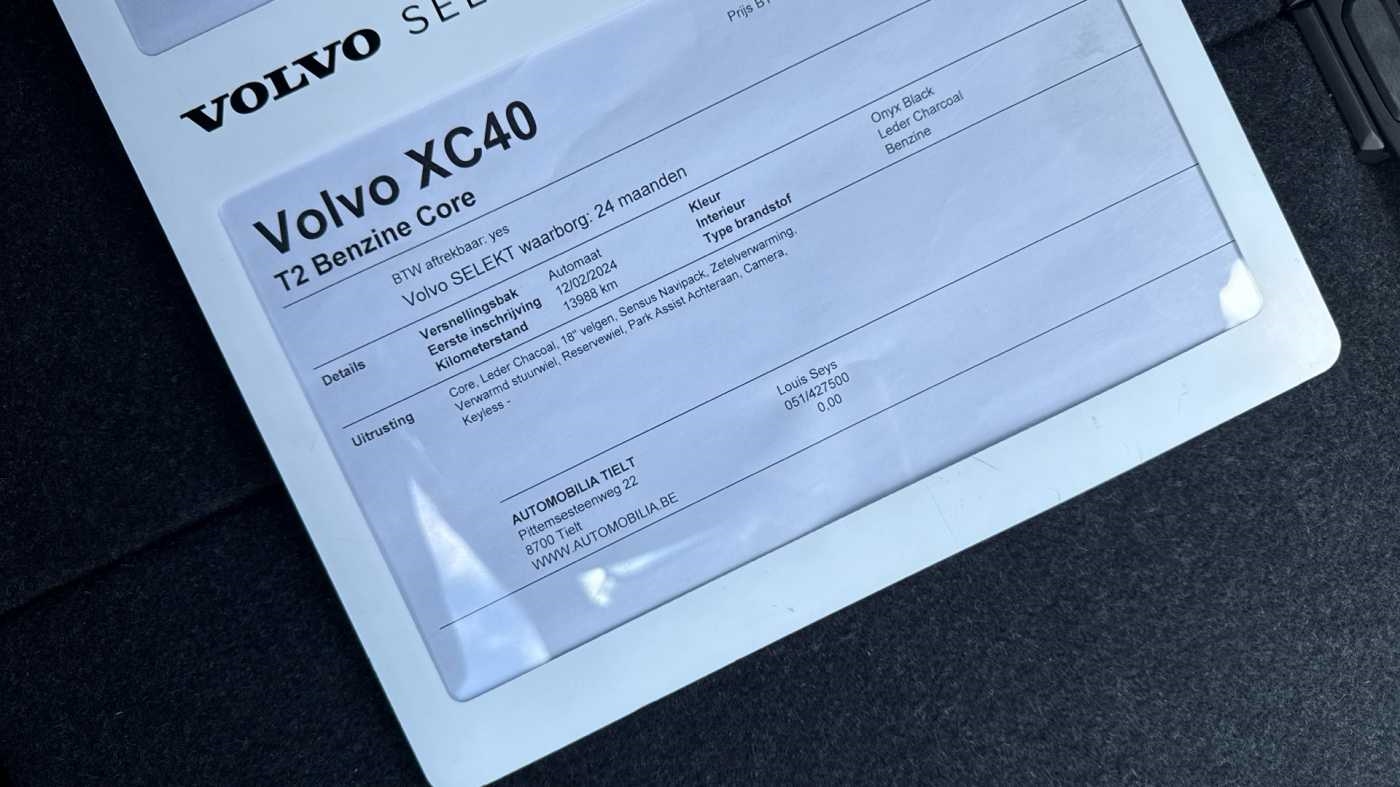 VOLVO
Prijs
Volvo XC40
T2 Benzine Core
BTW aftrekbaar: yes
Volvo SELEKT waarborg: 24 maanden
Details
Versnellingsbak Automaat Kleur Onyx Black
Eerste inschrijving 12/02/2024 Interieur Leder Charcoal
Kilometerstand 13988 km Type brandstof Benzine
Uitrusting
Core, Leder Chacoal, 18" velgen, Sensus Navipack, Zetelverwarming,
Verwarmd stuurwiel, Reservewiel, Park Assist Achteraan, Camera,
Keyless -
AUTOMOBILIA TIELT
Pittemsesteenweg 22
8700 Tielt
WWW.AUTOMOBILIA.BE
Louis Seys
051/427500
0,00